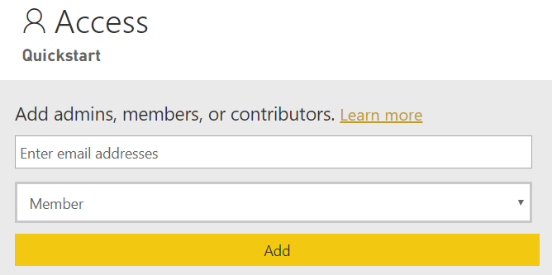 Access
Quickstart
Add admins, members, or contributors. Learn more
Enter email addresses
Member
Add